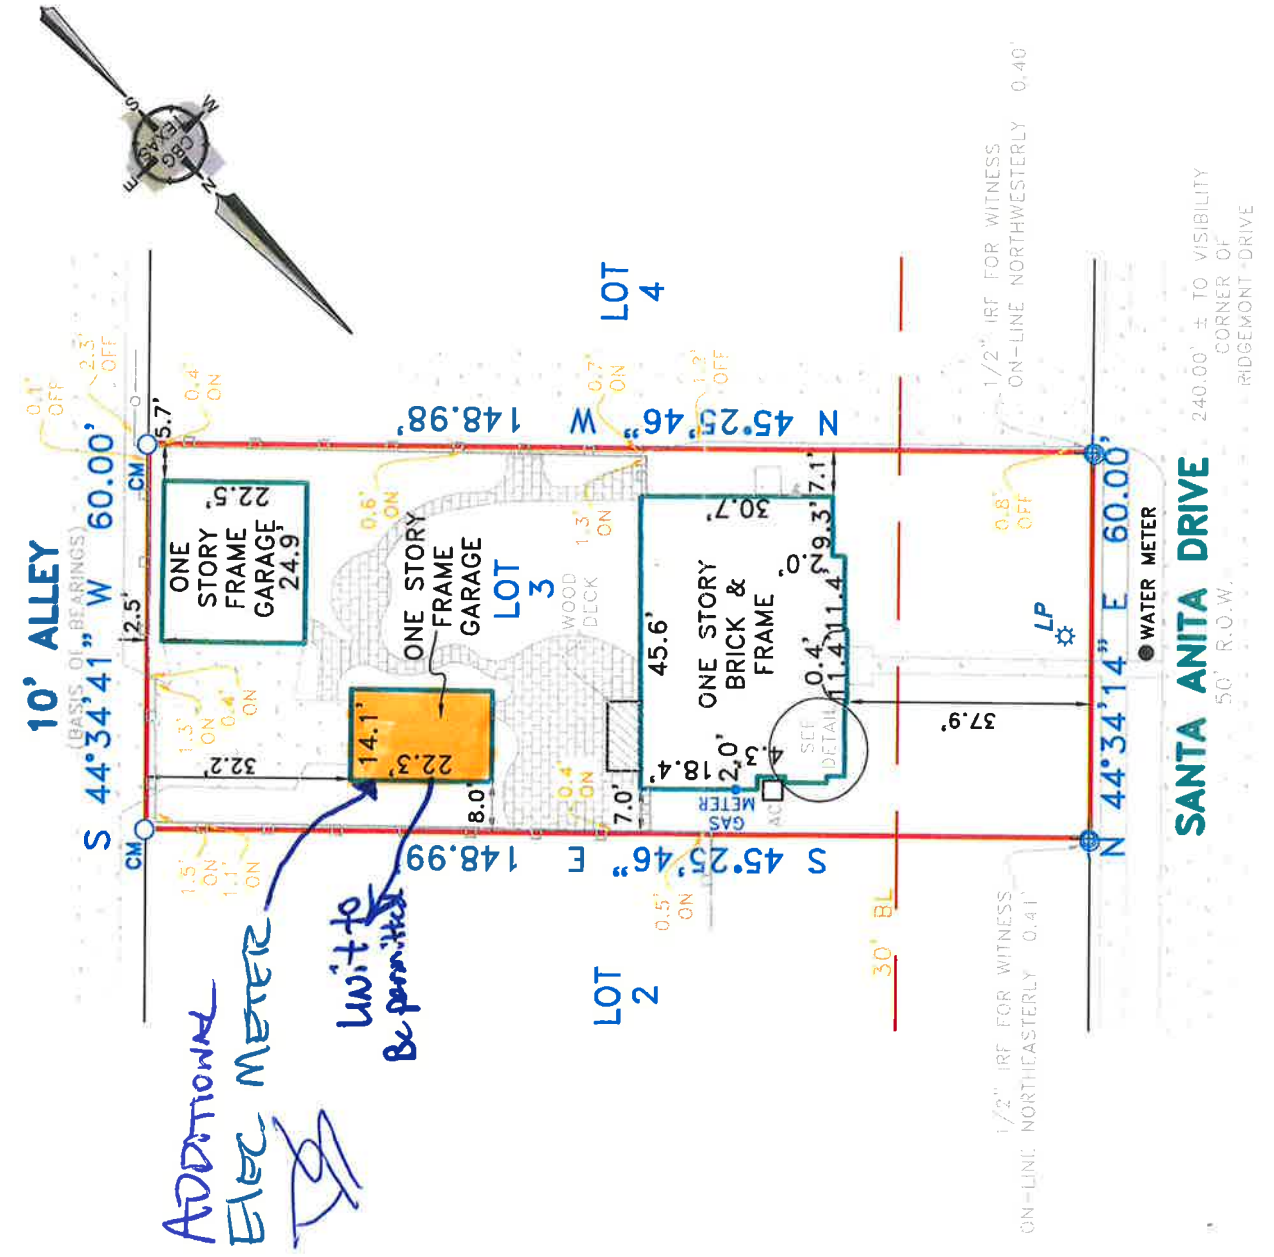 10' ALLEY
(BASIS OF BEARINGS)
S 44°34'41" W 60.00'
CM
CM
0.1'
OFF
2.3'
OFF
0.4'
ON
5.7'
2.5'
22.5'
ONE
STORY
FRAME
GARAGE
24.9'
1.3'
ON
0.4'
ON
1.5'
ON
1.1'
ON
32.2'
14.1'
22.3'
8.0'
ONE STORY
FRAME
GARAGE
0.6'
ON
N 45°25'46" W 148.98'
S 45°25'46" E 148.99'
LOT
4
LOT
3
LOT
2
WOOD
DECK
1.3'
ON
0.7'
ON
1.2'
OFF
0.4'
ON
7.0'
45.6'
30.7'
7.1'
9.3'
2.0'
11.4'
0.4'
11.4'
ONE STORY
BRICK &
FRAME
18.4'
2.0'
4.3'
SEE
DETAIL
GAS
METER
AC
0.5'
ON
30' BL
37.9'
0.8'
OFF
LP
1/2" IRF FOR WITNESS
ON-LINE NORTHWESTERLY 0.40'
1/2" IRF FOR WITNESS
ON-LINE NORTHEASTERLY 0.41'
N 44°34'14" E 60.00'
WATER METER
SANTA ANITA DRIVE
50' R.O.W.
240.00' ± TO VISIBILITY
CORNER OF
RIDGEMONT DRIVE
S
W
E
N
CBG
TEXAS
ADDITIONAL
ELEC METER
UNIT to
Be permitted